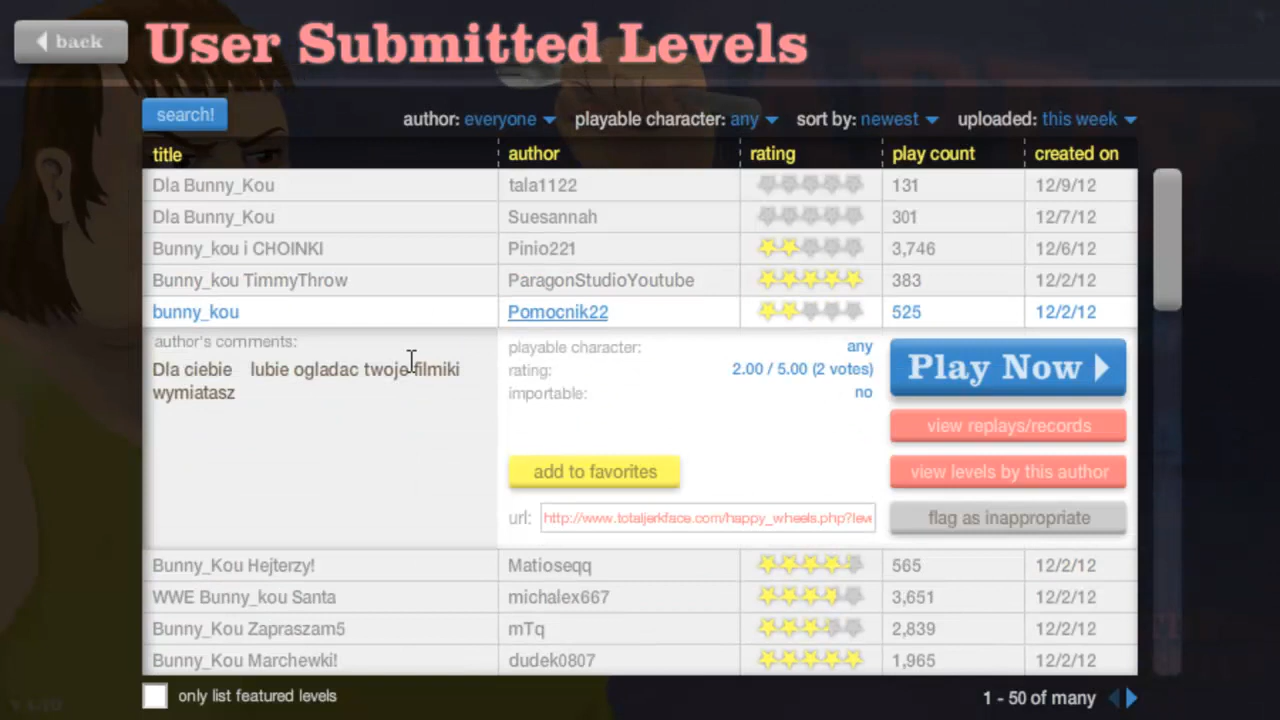 back
User Submitted Levels
search!
author: everyone playable character: any sort by: newest uploaded: this week
title author rating play count created on
Dla Bunny_Kou tala1122 131 12/9/12
Dla Bunny_Kou Suesannah 301 12/7/12
Bunny_kou i CHOINKI Pinio221 3,746 12/6/12
Bunny_kou TimmyThrow ParagonStudioYoutube 383 12/2/12
bunny_kou Pomocnik22 525 12/2/12
author's comments:
Dla ciebie lubie ogladac twoje filmiki
wymiatasz
playable character: any
rating: 2.00 / 5.00 (2 votes)
importable: no
add to favorites
url: http://www.totaljerkface.com/happy_wheels.php?leve
Play Now
view replays/records
view levels by this author
flag as inappropriate
Bunny_Kou Hejterzy! Matioseqq 565 12/2/12
WWE Bunny_kou Santa michalex667 3,651 12/2/12
Bunny_Kou Zapraszam5 mTq 2,839 12/2/12
Bunny_Kou Marchewki! dudek0807 1,965 12/2/12
only list featured levels
1 - 50 of many